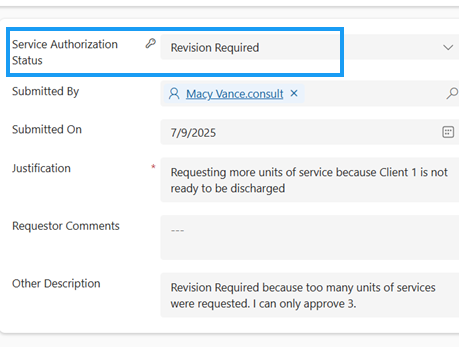 Service Authorization Status
Revision Required
Submitted By
Macy Vance.consult ×
Submitted On
7/9/2025
Justification *
Requesting more units of service because Client 1 is not
ready to be discharged
Requestor Comments
---
Other Description
Revision Required because too many units of services
were requested. I can only approve 3.